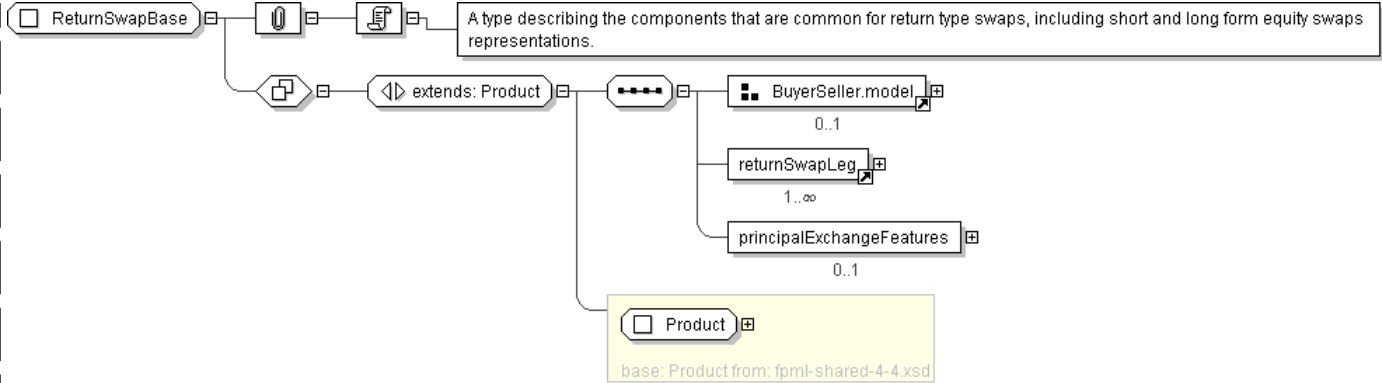 ReturnSwapBase
A type describing the components that are common for return type swaps, including short and long form equity swaps
representations.
extends: Product
BuyerSeller.model
0..1
returnSwapLeg
1..∞
principalExchangeFeatures
0..1
Product
base: Product from: fpml-shared-4-4.xsd